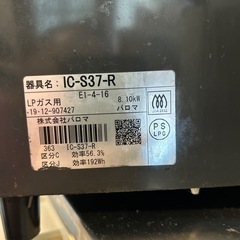 器具名：IC-S37-R
E1-4-16
LPガス用 8.10kW
-19·12-907427 パロマ
株式会社パロマ
363 IC-S37-R
区分C 効率56.3%
区分J 効率192Wh
PS
LPG